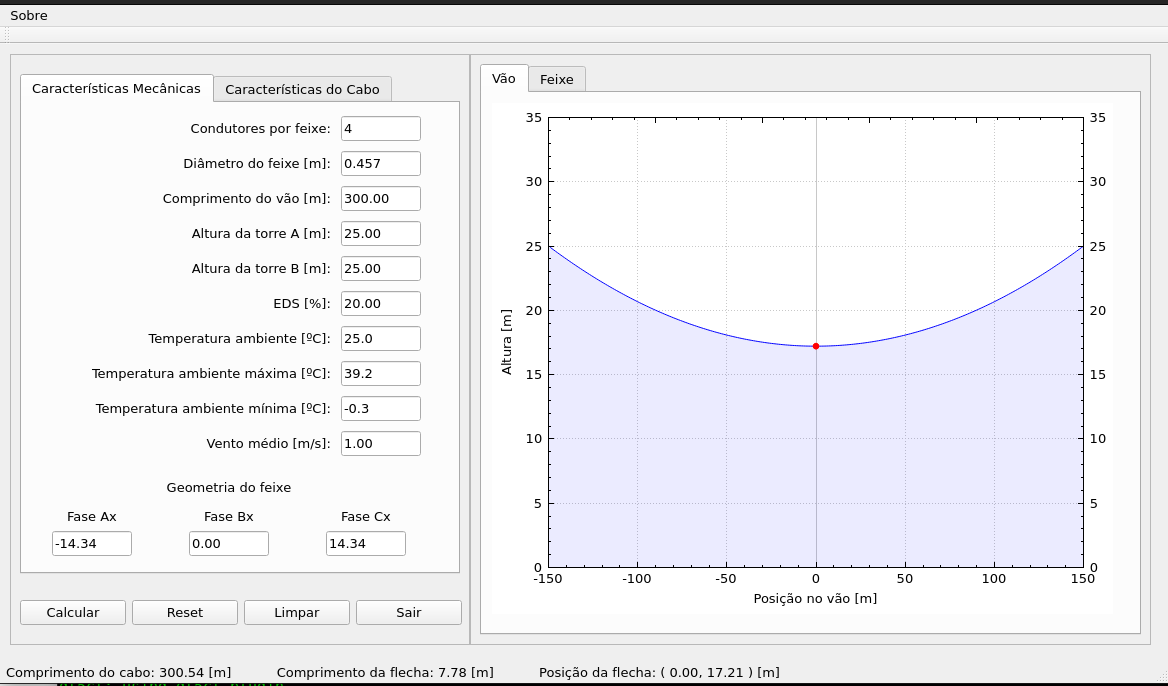 Sobre
Características Mecânicas
Características do Cabo
Condutores por feixe: 4
Diâmetro do feixe [m]: 0.457
Comprimento do vão [m]: 300.00
Altura da torre A [m]: 25.00
Altura da torre B [m]: 25.00
EDS [%]: 20.00
Temperatura ambiente [ºC]: 25.0
Temperatura ambiente máxima [ºC]: 39.2
Temperatura ambiente mínima [ºC]: -0.3
Vento médio [m/s]: 1.00
Geometria do feixe
Fase Ax Fase Bx Fase Cx
-14.34 0.00 14.34
Calcular Reset Limpar Sair
Vão Feixe
35 35
30 30
25 25
20 20
15 15
10 10
5 5
0 0
Altura [m]
-150 -100 -50 0 50 100 150
Posição no vão [m]
Comprimento do cabo: 300.54 [m] Comprimento da flecha: 7.78 [m] Posição da flecha: ( 0.00, 17.21 ) [m]